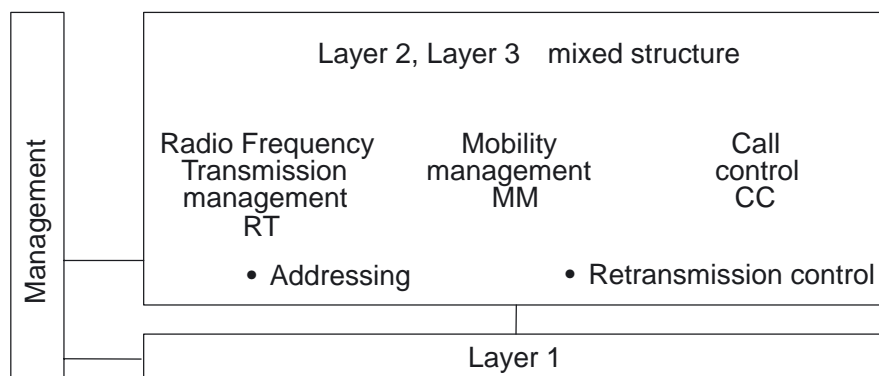 Management
Layer 2, Layer 3 mixed structure
Radio Frequency
Transmission
management
RT
Mobility
management
MM
Call
control
CC
• Addressing
• Retransmission control
Layer 1